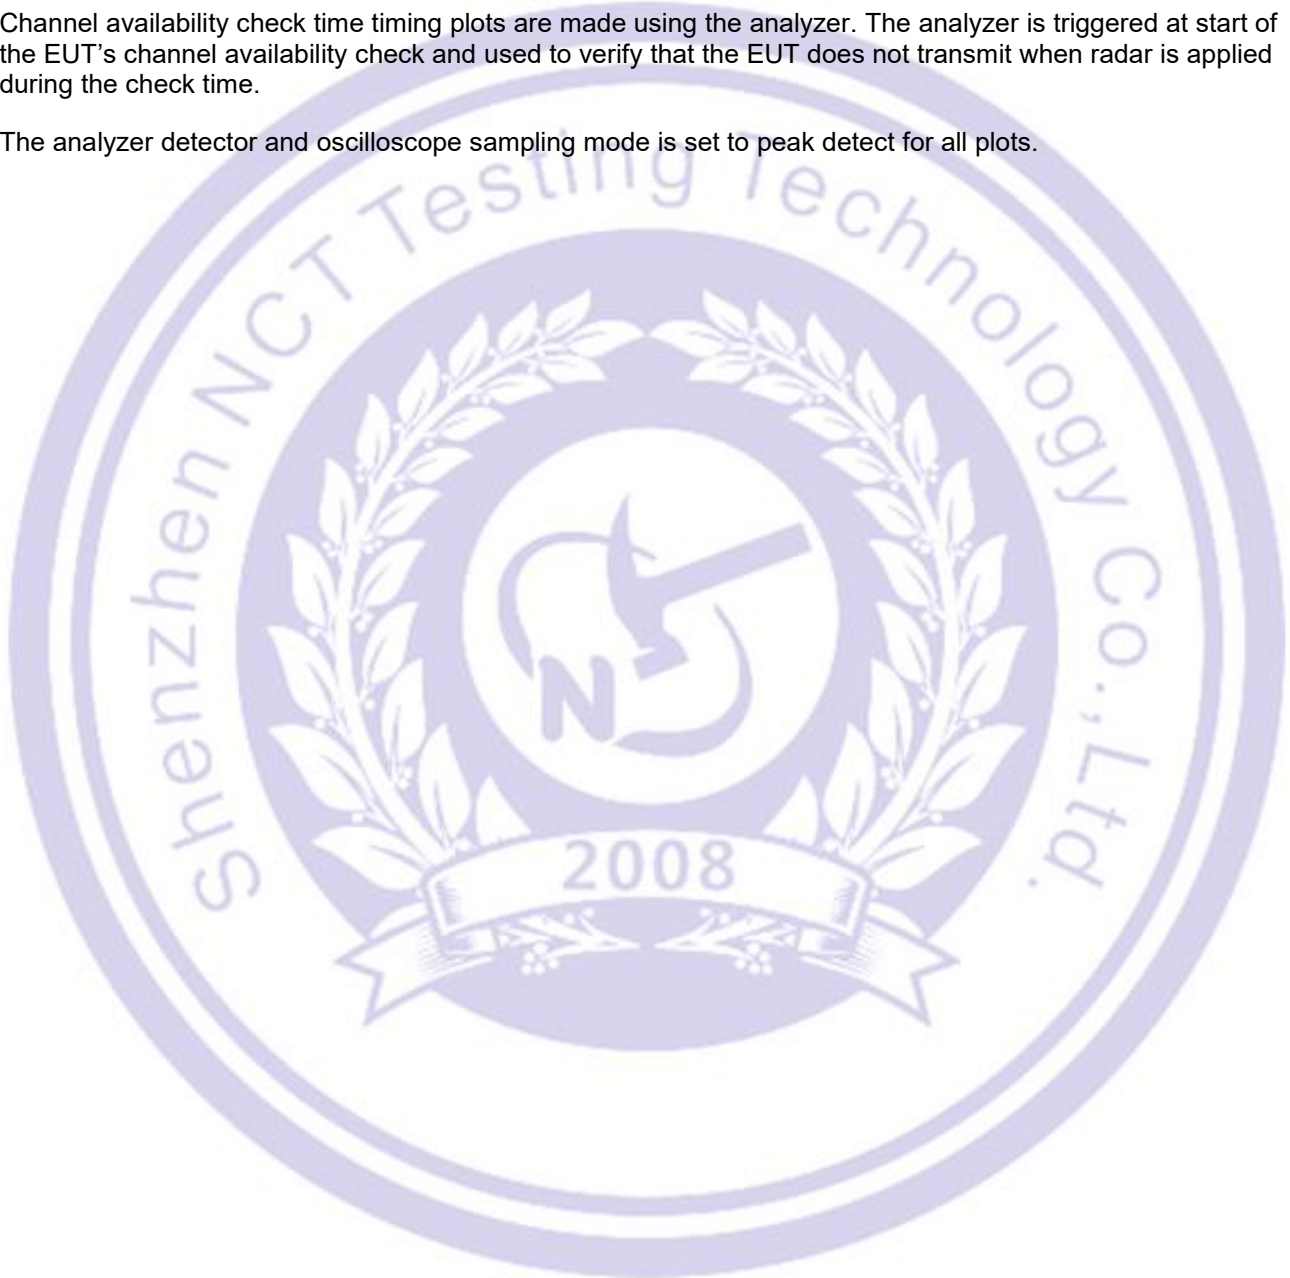 Channel availability check time timing plots are made using the analyzer. The analyzer is triggered at start of
the EUT’s channel availability check and used to verify that the EUT does not transmit when radar is applied
during the check time.
The analyzer detector and oscilloscope sampling mode is set to peak detect for all plots.
Shenzhen NCT Testing Technology Co.,Ltd.
N
2008